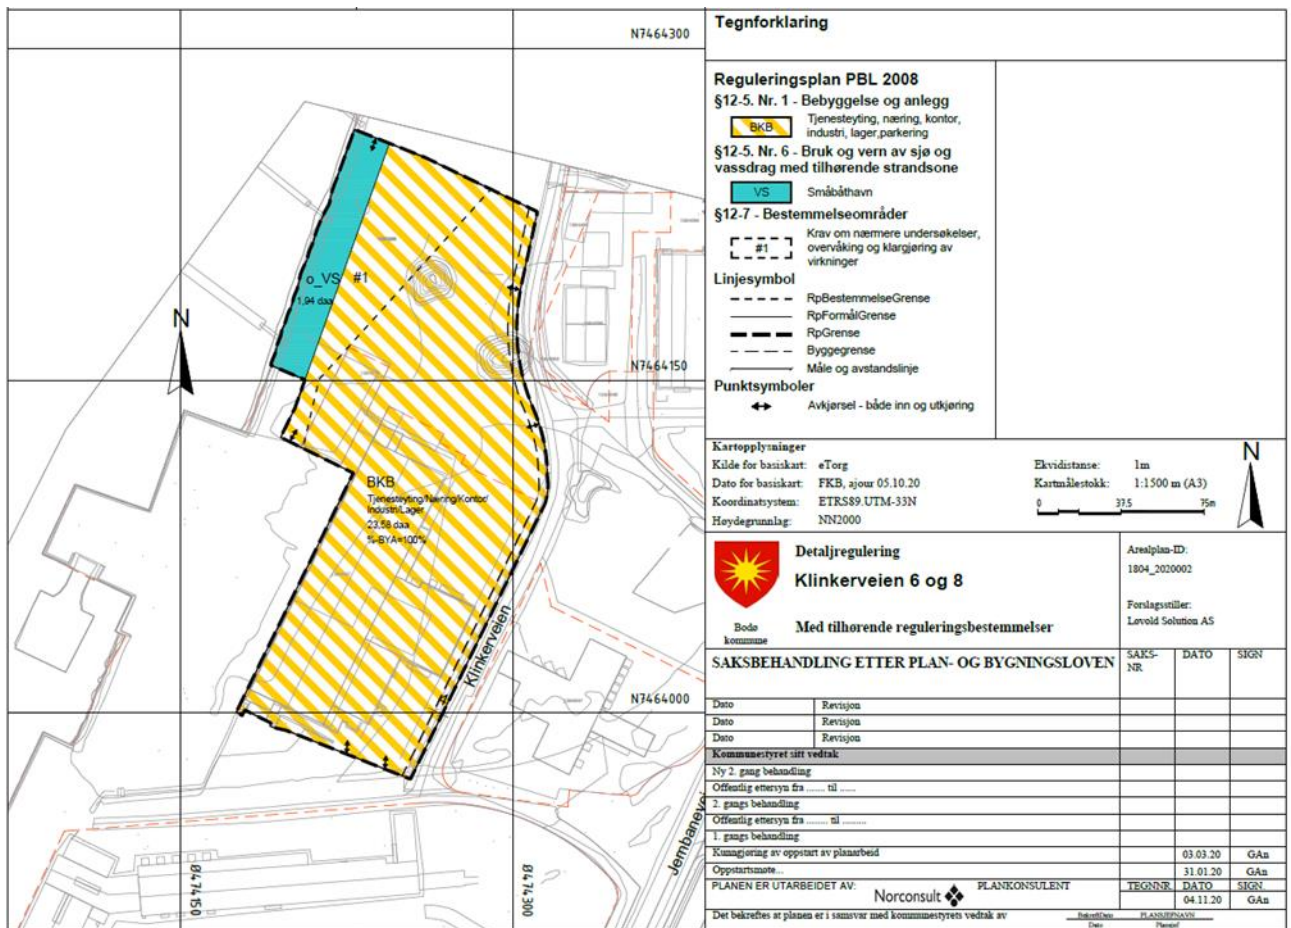 N7464300
N
o_VS
#1
1,94 daa
N7464150
BKB
Tjenesteyting/Næring/Kontor/
Industri/Lager
23,58 daa
%-BYA=100%
Klinkerveien
N7464000
Jernbanevei
Ø474150
Ø474300
Tegnforklaring
Reguleringsplan PBL 2008
§12-5. Nr. 1 - Bebyggelse og anlegg
BKB
Tjenesteyting, næring, kontor,
industri, lager,parkering
§12-5. Nr. 6 - Bruk og vern av sjø og
vassdrag med tilhørende strandsone
VS
Småbåthavn
§12-7 - Bestemmelseområder
#1
Krav om nærmere undersøkelser,
overvåking og klargjøring av
virkninger
Linjesymbol
RpBestemmelseGrense
RpFormålGrense
RpGrense
Byggegrense
Måle og avstandslinje
Punktsymboler
Avkjørsel - både inn og utkjøring
Kartopplysninger
Kilde for basiskart: eTorg
Dato for basiskart: FKB, ajour 05.10.20
Koordinatsystem: ETRS89.UTM-33N
Høydegrunnlag: NN2000
Ekvidistanse: 1m
Kartmålestokk: 1:1500 m (A3)
0 37.5 75m
N
Bodø
kommune
Detaljregulering
Klinkerveien 6 og 8
Med tilhørende reguleringsbestemmelser
Arealplan-ID:
1804_2020002
Forslagsstiller:
Løvold Solution AS
SAKSBEHANDLING ETTER PLAN- OG BYGNINGSLOVEN
SAKS-
NR
DATO
SIGN
Dato Revisjon
Dato Revisjon
Dato Revisjon
Kommunestyret sitt vedtak
Ny 2. gang behandling
Offentlig ettersyn fra ........ til ......
2. gangs behandling
Offentlig ettersyn fra ......... til .........
1. gangs behandling
Kunngjøring av oppstart av planarbeid 03.03.20 GAn
Oppstartsmøte... 31.01.20 GAn
PLANEN ER UTARBEIDET AV: Norconsult PLANKONSULENT
TEGNNR. DATO SIGN.
04.11.20 GAn
Det bekreftes at planen er i samsvar med kommunestyrets vedtak av
Dato